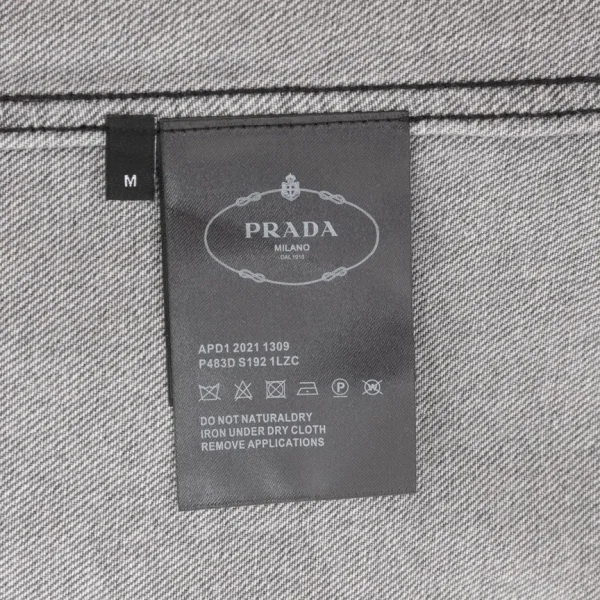 M
PRADA
MILANO
DAL 1913
APD1 2021 1309
P483D S192 1LZC
P
W
DO NOT NATURALDRY
IRON UNDER DRY CLOTH
REMOVE APPLICATIONS